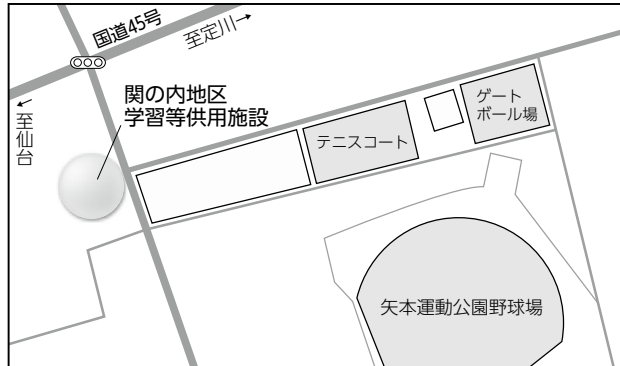 国道45号
至定川→
←至仙台
関の内地区
学習等供用施設
テニスコート
ゲート
ボール場
矢本運動公園野球場